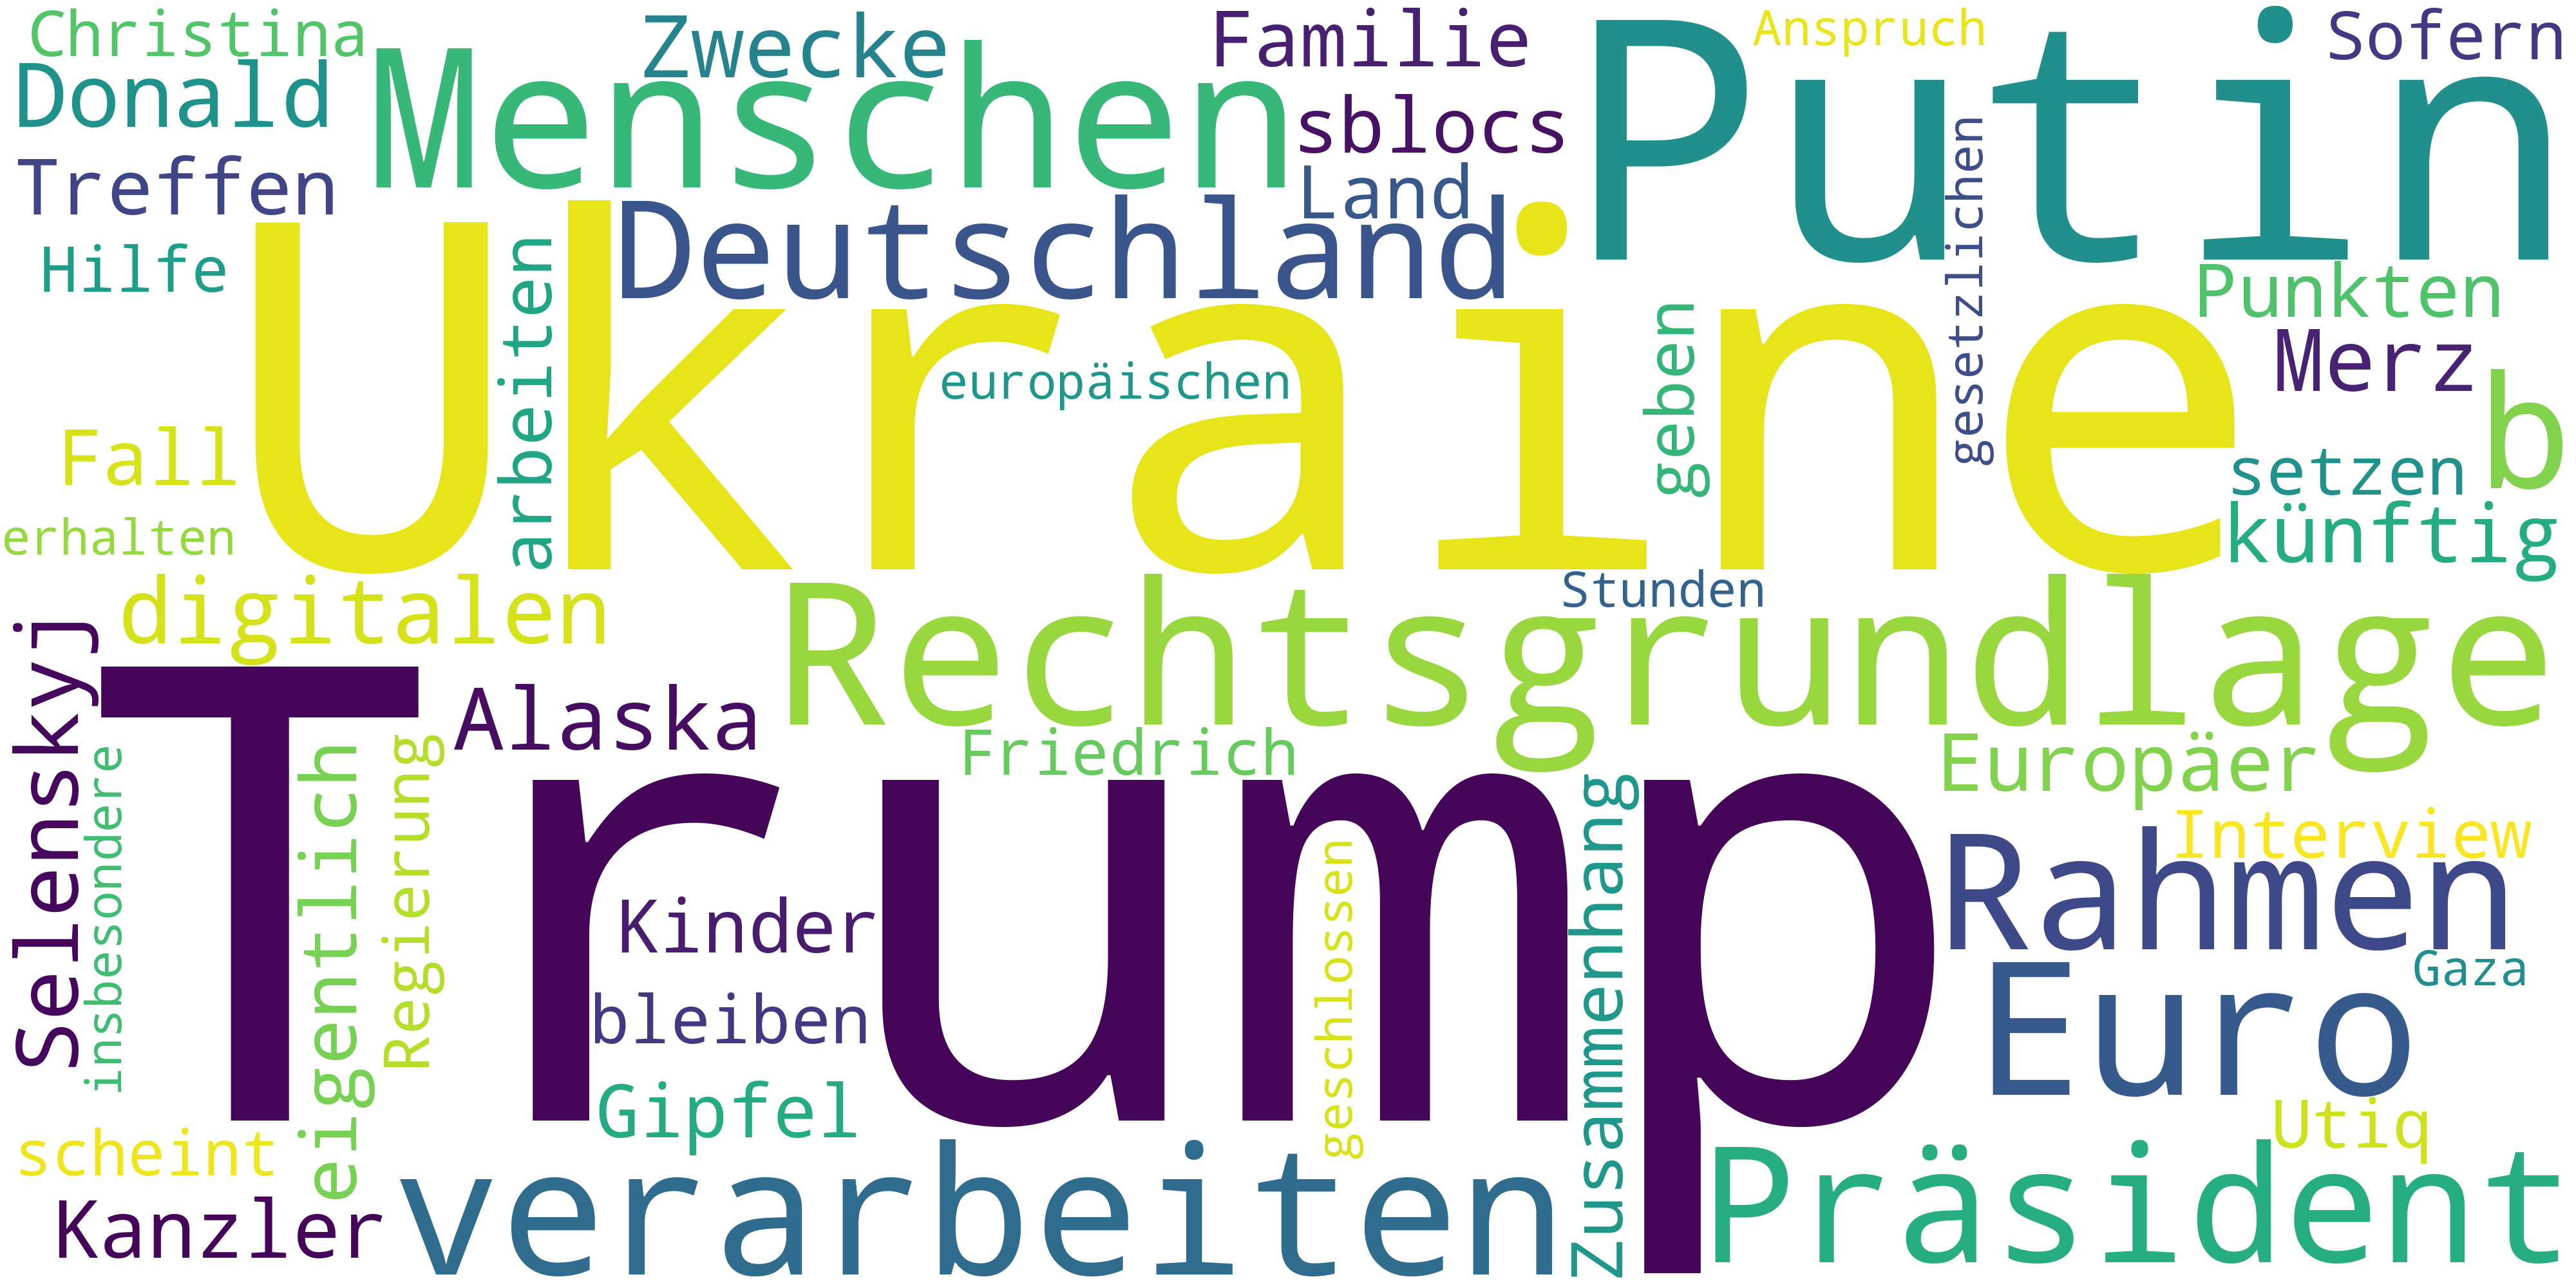 Christina
Zwecke
Familie
Anspruch
Sofern
Donald
Menschen
sblocs
Putin
Treffen
Deutschland
Land
gesetzlichen
Hilfe
arbeiten
Ukraine
geben
Punkten
europäischen
Merz
b
Fall
setzen
erhalten
künftig
digitalen
Rechtsgrundlage
Stunden
Selenskyj
Trump
Alaska
Friedrich
Europäer
insbesondere
eigentlich
Regierung
Zusammenhang
Interview
Rahmen
geschlossen
Kinder
Gaza
bleiben
Euro
Gipfel
Utiq
scheint
Präsident
Kanzler
verarbeiten